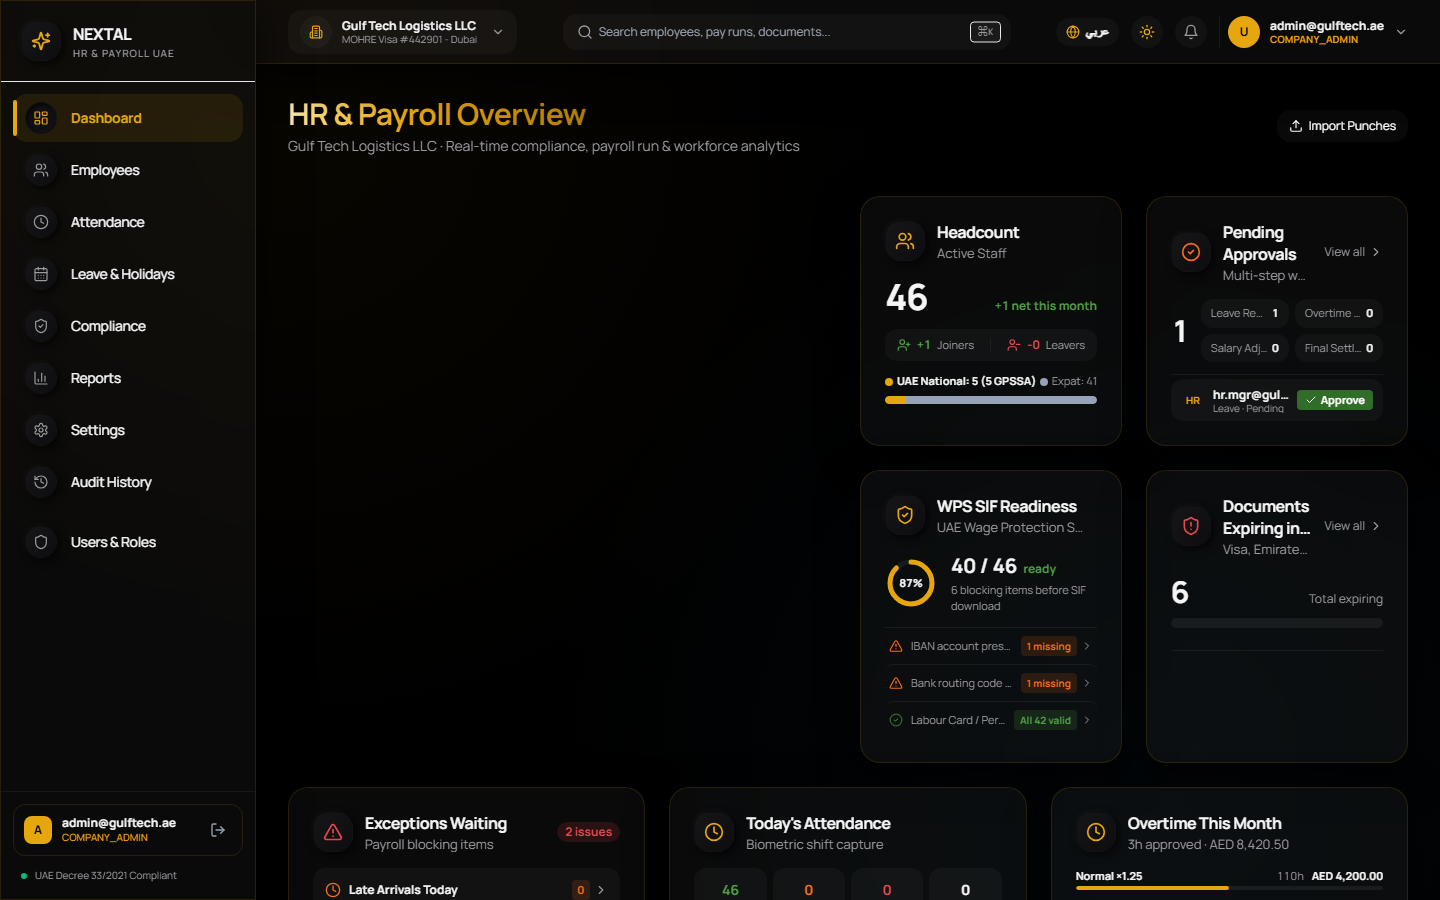 NEXTAL
HR & PAYROLL UAE
Gulf Tech Logistics LLC
MOHRE Visa #442901 - Dubai
Search employees, pay runs, documents...
⌘K
عربي
U
admin@gulftech.ae
COMPANY_ADMIN
Dashboard
Employees
Attendance
Leave & Holidays
Compliance
Reports
Settings
Audit History
Users & Roles
A
admin@gulftech.ae
COMPANY_ADMIN
UAE Decree 33/2021 Compliant
HR & Payroll Overview
Gulf Tech Logistics LLC · Real-time compliance, payroll run & workforce analytics
Import Punches
Headcount
Active Staff
46
+1 net this month
+1 Joiners
-0 Leavers
UAE National: 5 (5 GPSSA)
Expat: 41
Pending
Approvals
Multi-step w...
View all
1
Leave Re... 1
Overtime ... 0
Salary Adj... 0
Final Settl... 0
HR
hr.mgr@gul...
Leave · Pending
Approve
WPS SIF Readiness
UAE Wage Protection S...
87%
40 / 46 ready
6 blocking items before SIF
download
IBAN account pres... 1 missing
Bank routing code ... 1 missing
Labour Card / Per... All 42 valid
Documents
Expiring in...
Visa, Emirate...
View all
6
Total expiring
Exceptions Waiting
Payroll blocking items
2 issues
Late Arrivals Today
0
Today's Attendance
Biometric shift capture
46
0
0
0
Overtime This Month
3h approved · AED 8,420.50
Normal ×1.25
110h AED 4,200.00